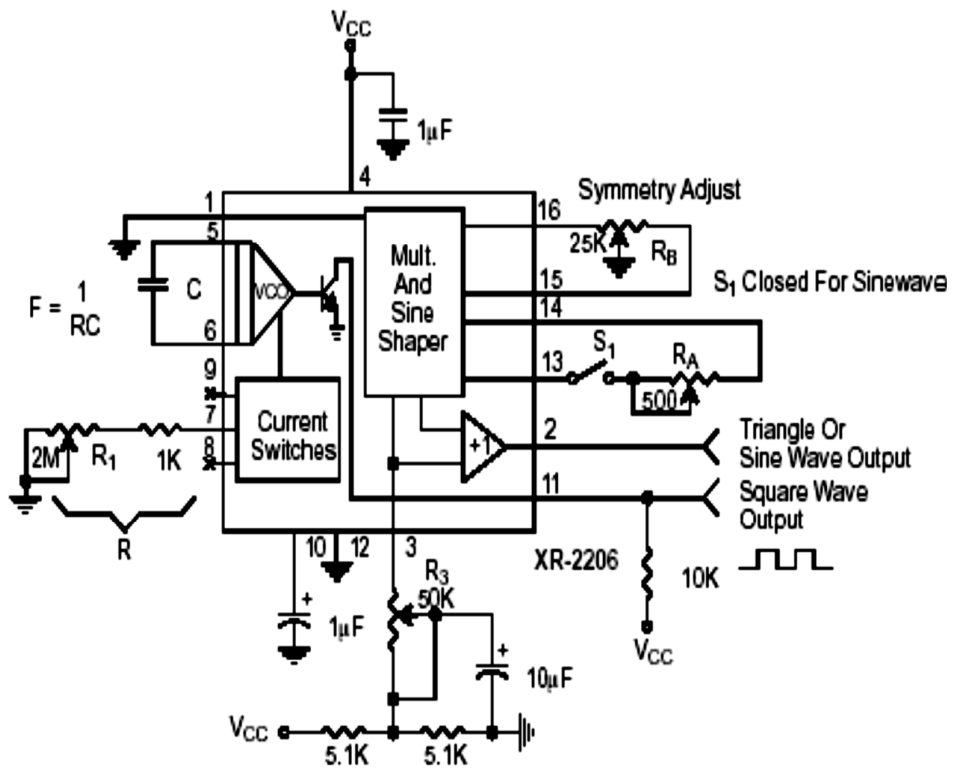 VCC
1µF
4
1
5
16
Symmetry Adjust
25K
RB
Mult.
And
Sine
Shaper
VCO
C
F = 1
RC
15
S1 Closed For Sinewave
14
6
S1
RA
13
500
9
7
8
Current
Switches
2M
R1
1K
R
+1
2
Triangle Or
Sine Wave Output
11
Square Wave
Output
10
12
3
XR-2206
10K
R3
50K
+
1µF
VCC
+
10µF
VCC
5.1K
5.1K